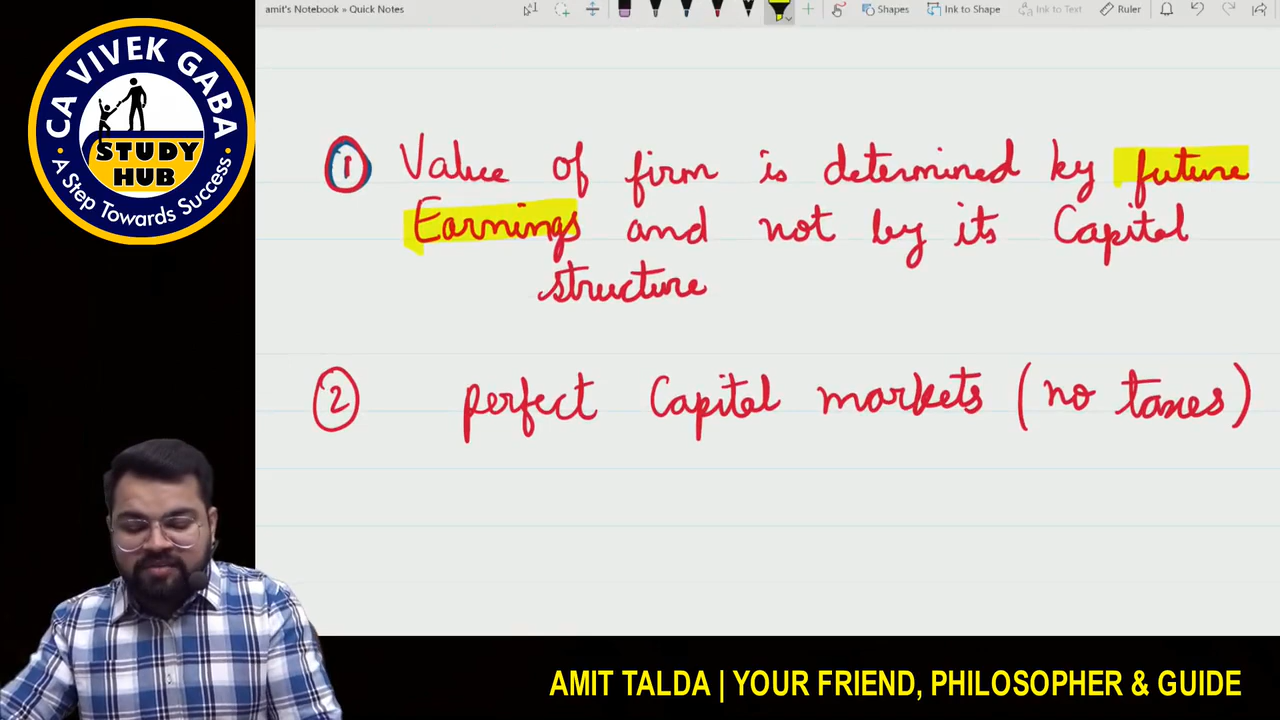 amit's Notebook » Quick Notes
Shapes
Ink to Shape
Ink to Text
Ruler
CA VIVEK GABA
STUDY
HUB
• A Step Towards Success •
1 Value of firm is determined by future
Earnings and not by its Capital
structure
2 perfect Capital markets (no taxes)
AMIT TALDA | YOUR FRIEND, PHILOSOPHER & GUIDE